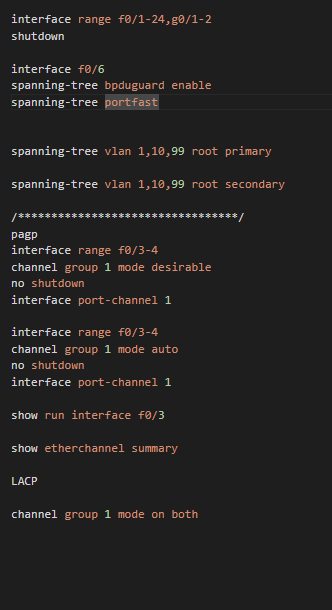 interface range f0/1-24,g0/1-2
shutdown
interface f0/6
spanning-tree bpduguard enable
spanning-tree portfast
spanning-tree vlan 1,10,99 root primary
spanning-tree vlan 1,10,99 root secondary
/*********************************/
pagp
interface range f0/3-4
channel group 1 mode desirable
no shutdown
interface port-channel 1
interface range f0/3-4
channel group 1 mode auto
no shutdown
interface port-channel 1
show run interface f0/3
show etherchannel summary
LACP
channel group 1 mode on both